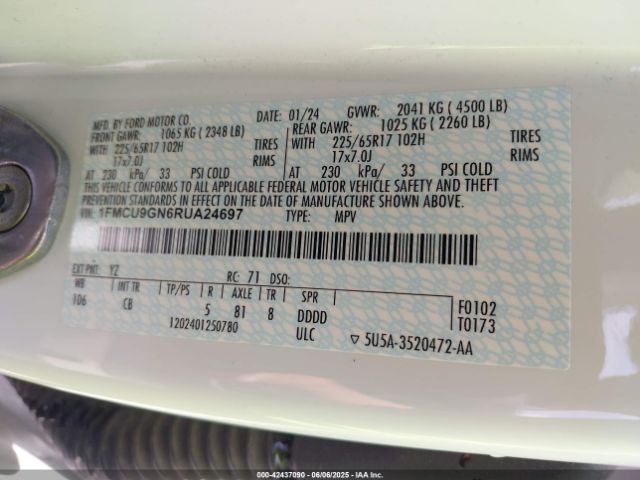 MFD. BY FORD MOTOR CO.
DATE: 01/24 GVWR: 2041 KG ( 4500 LB)
FRONT GAWR: 1065 KG ( 2348 LB)
REAR GAWR: 1025 KG ( 2260 LB)
WITH 225/65R17 102H TIRES
WITH 225/65R17 102H TIRES
17x7.0J RIMS
17x7.0J RIMS
AT 230 kPa/ 33 PSI COLD
AT 230 kPa/ 33 PSI COLD
THIS VEHICLE CONFORMS TO ALL APPLICABLE FEDERAL MOTOR VEHICLE SAFETY AND THEFT
PREVENTION STANDARDS IN EFFECT ON THE DATE OF MANUFACTURE SHOWN ABOVE.
VIN: 1FMCU9GN6RUA24697 TYPE: MPV
EXT PNT: YZ RC: 71 DSO:
WB INT TR TP/PS R AXLE TR SPR
106 CB 5 81 8 DDDD
F0102
T0173
1202401250780 ULC
▽ 5U5A-3520472-AA
000-42437090 - 06/06/2025 - IAA Inc.